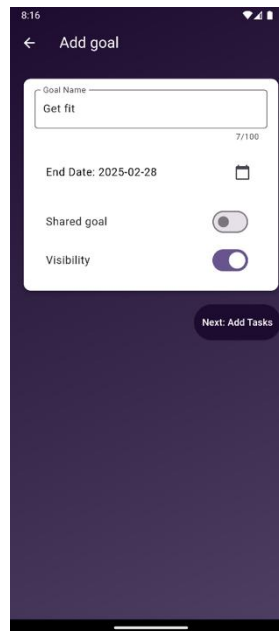 8:16
Add goal
Goal Name
Get fit
7/100
End Date: 2025-02-28
Shared goal
Visibility
Next: Add Tasks